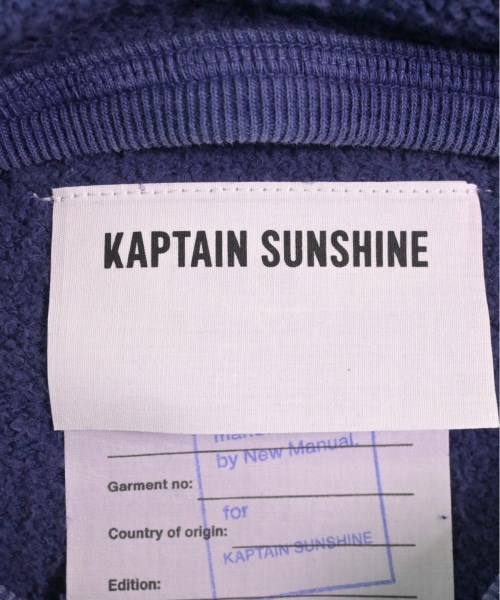 KAPTAIN SUNSHINE
by New Manual.
Garment no:
for
Country of origin:
KAPTAIN SUNSHINE
Edition: